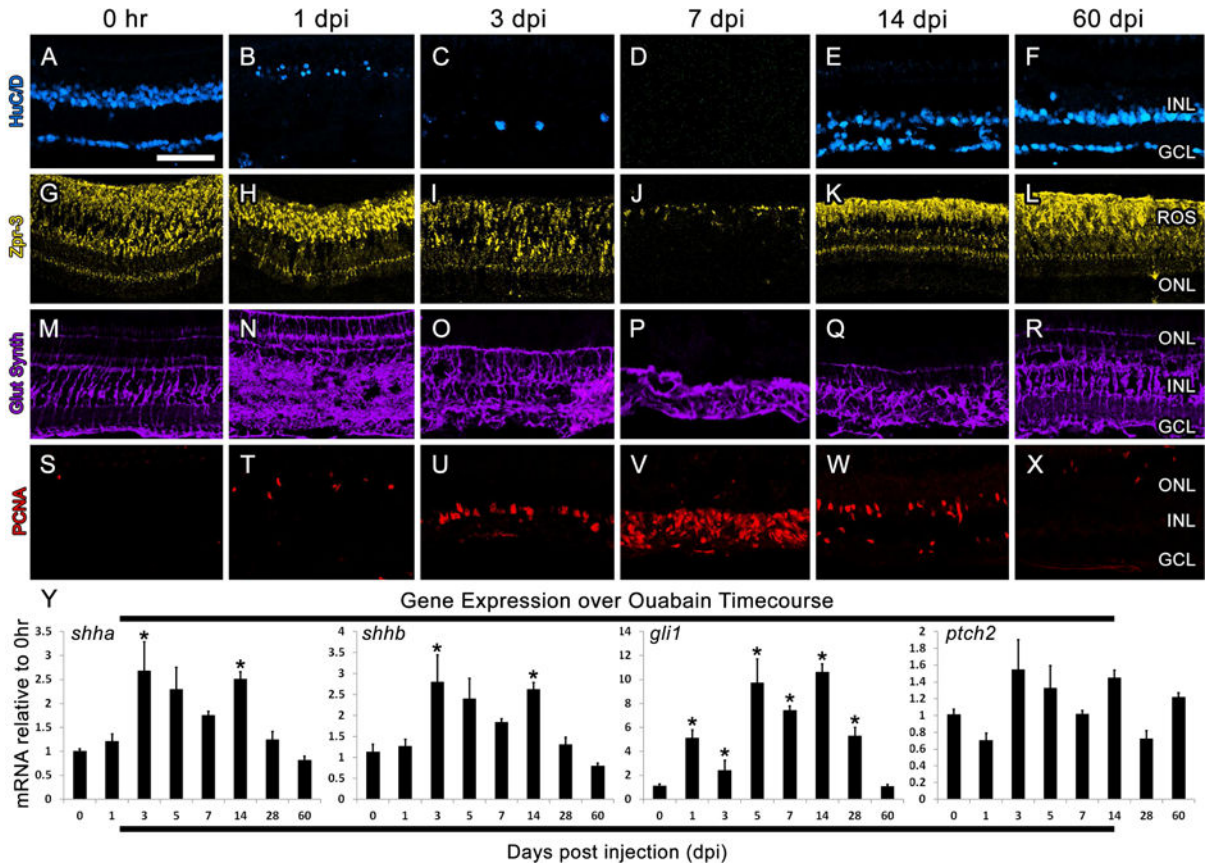 0 hr 1 dpi 3 dpi 7 dpi 14 dpi 60 dpi
HuC/D
A B C D E F
INL
GCL
Zpr-3
G H I J K L
ROS
ONL
Glut Synth
M N O P Q R
ONL
INL
GCL
PCNA
S T U V W X
ONL
INL
GCL
Y
Gene Expression over Ouabain Timecourse
mRNA relative to 0hr
shha
3.5
3
2.5
2
1.5
1
0.5
0
* *
0 1 3 5 7 14 28 60
shhb
4
3.5
3
2.5
2
1.5
1
0.5
0
* *
0 1 3 5 7 14 28 60
gli1
14
12
10
8
6
4
2
0
* * * * * *
0 1 3 5 7 14 28 60
ptch2
2
1.8
1.6
1.4
1.2
1
0.8
0.6
0.4
0.2
0
0 1 3 5 7 14 28 60
Days post injection (dpi)